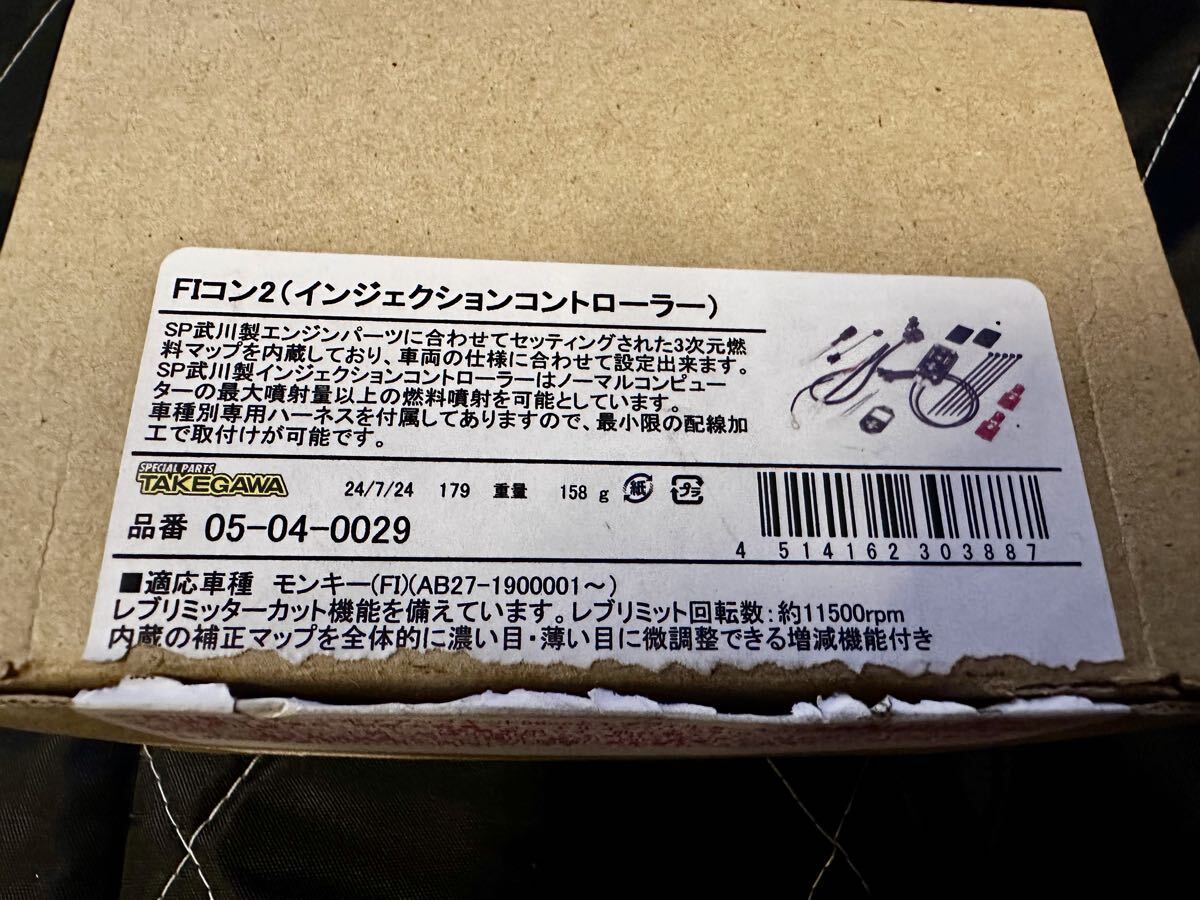 FIコン2(インジェクションコントローラー)
SP武川製エンジンパーツに合わせてセッティングされた3次元燃
料マップを内蔵しており、車両の仕様に合わせて設定出来ます。
SP武川製インジェクションコントローラーはノーマルコンピュー
ターの最大噴射量以上の燃料噴射を可能としています。
車種別専用ハーネスを付属してありますので、最小限の配線加
工で取付けが可能です。
SPECIAL PARTS
TAKEGAWA
24/7/24 179 重量 158 g 紙 プラ
品番 05-04-0029
4 514162 303887
■適応車種 モンキー(FI)(AB27-1900001~)
レブリミッターカット機能を備えています。レブリミット回転数:約11500rpm
内蔵の補正マップを全体的に濃い目・薄い目に微調整できる増減機能付き